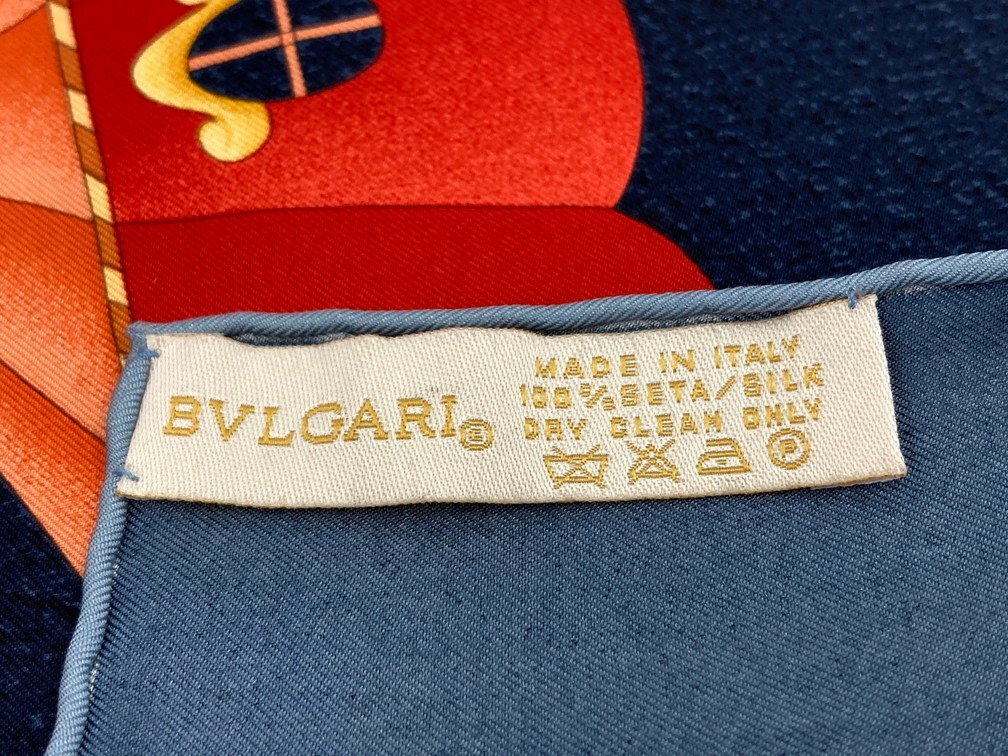 BVLGARI®
MADE IN ITALY
100% SETA/SILK
DRY CLEAN ONLY
P